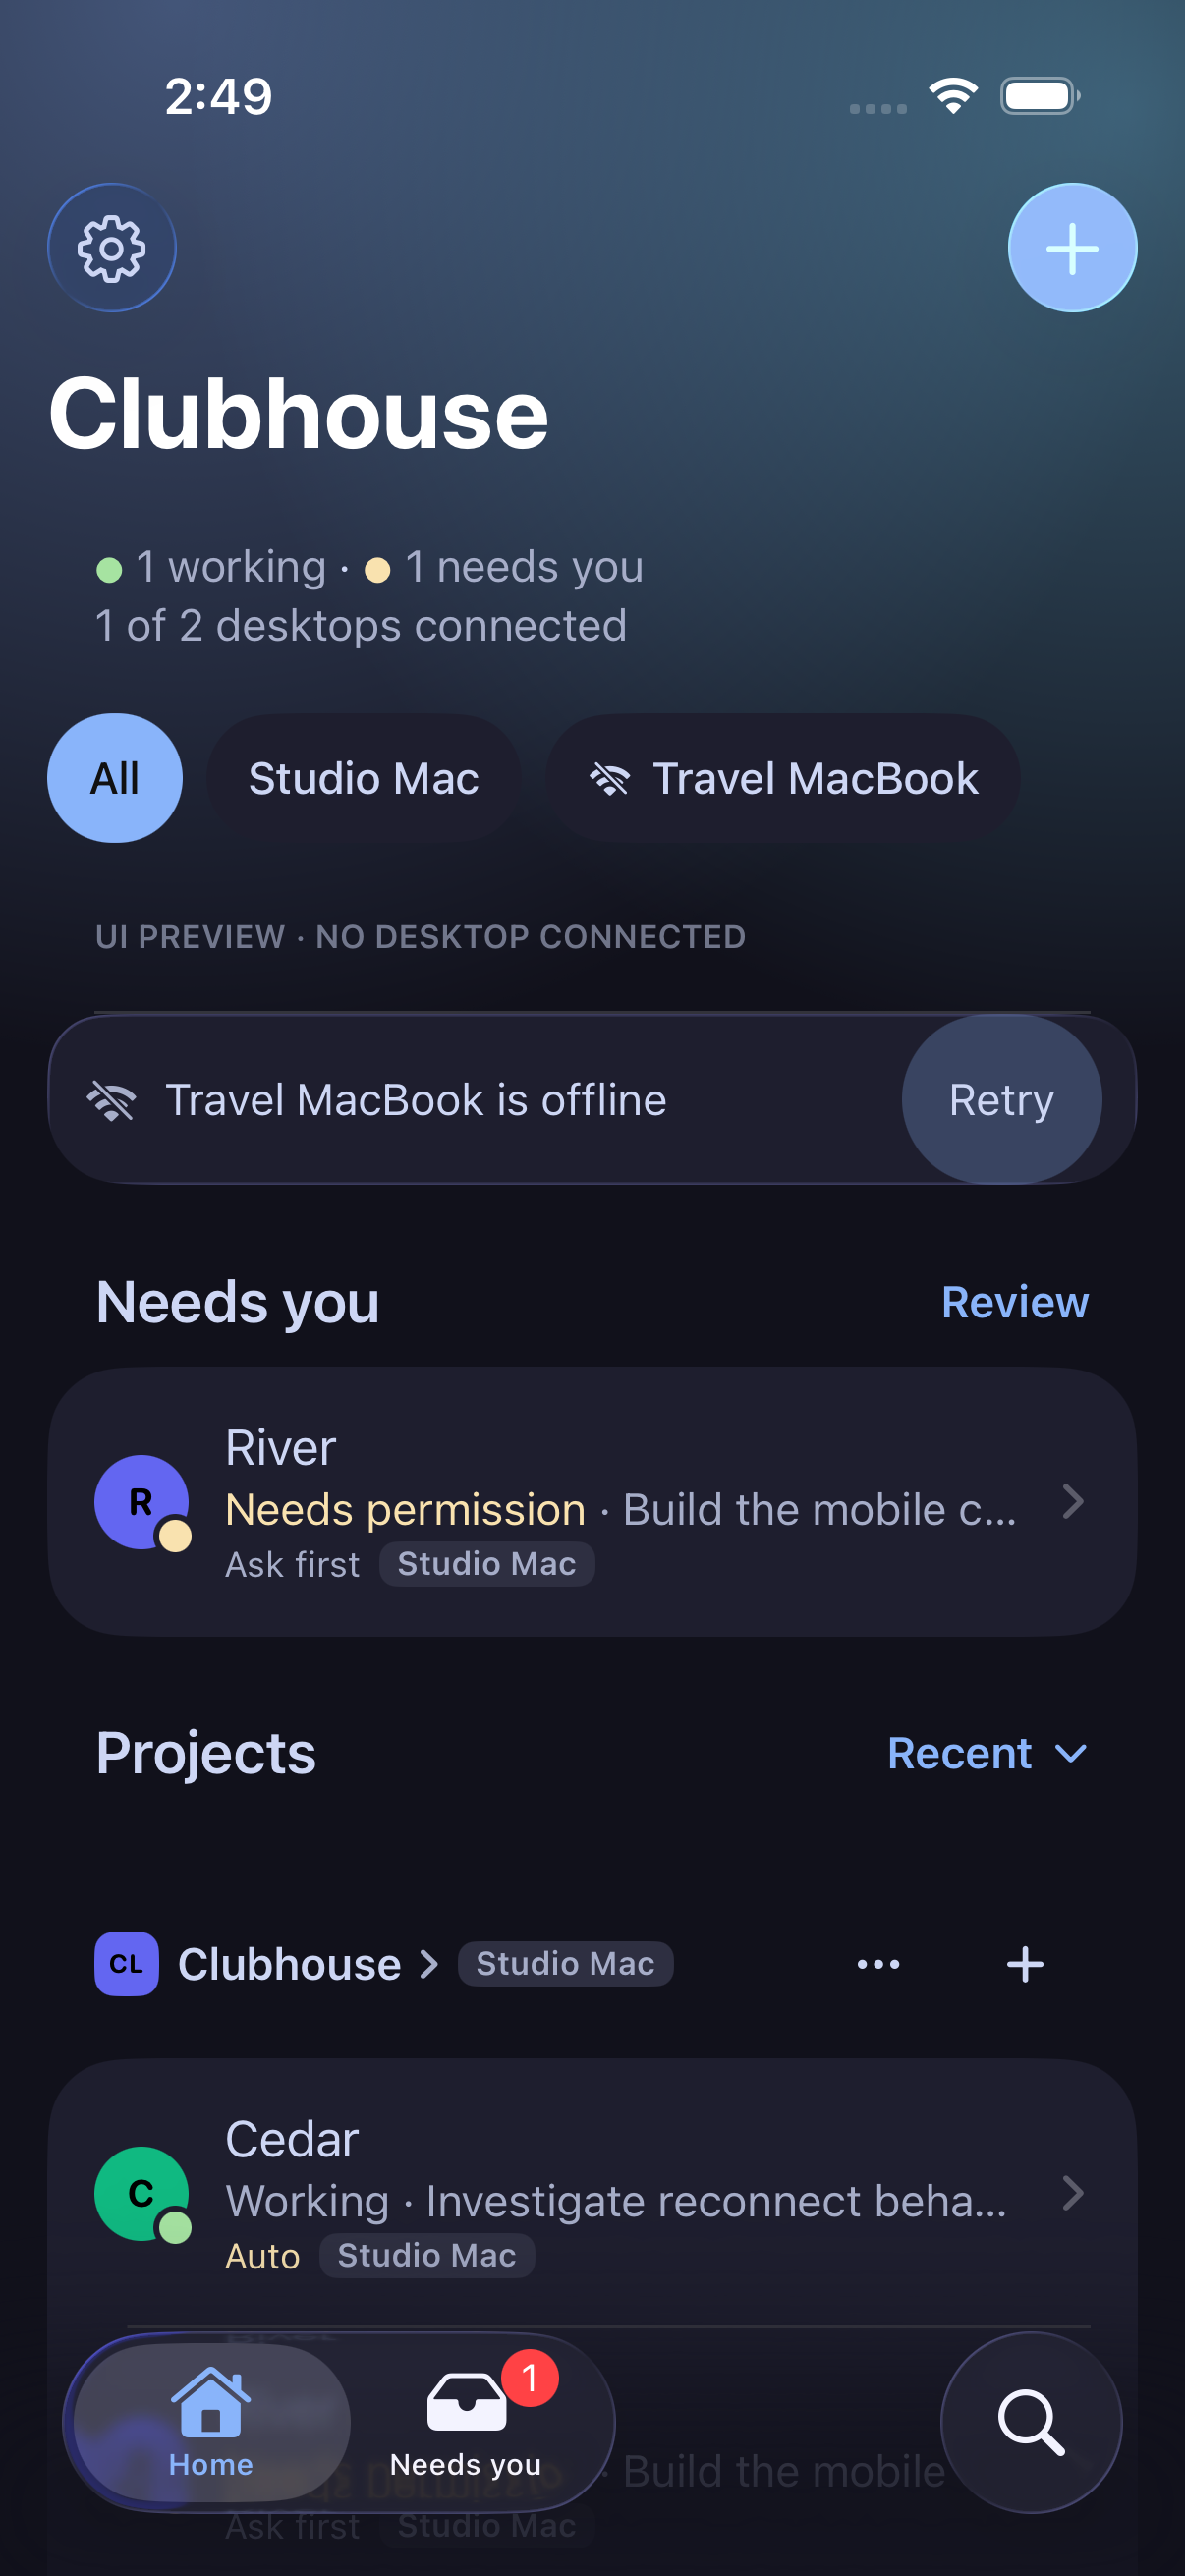 2:49
Clubhouse
1 working · 1 needs you
1 of 2 desktops connected
All
Studio Mac
Travel MacBook
UI PREVIEW · NO DESKTOP CONNECTED
Travel MacBook is offline
Retry
Needs you
Review
R
River
Needs permission · Build the mobile c...
Ask first
Studio Mac
Projects
Recent
CL
Clubhouse
Studio Mac
C
Cedar
Working · Investigate reconnect beha...
Auto
Studio Mac
1
Home
Needs you
· Build the mobile
Ask first
Studio Mac